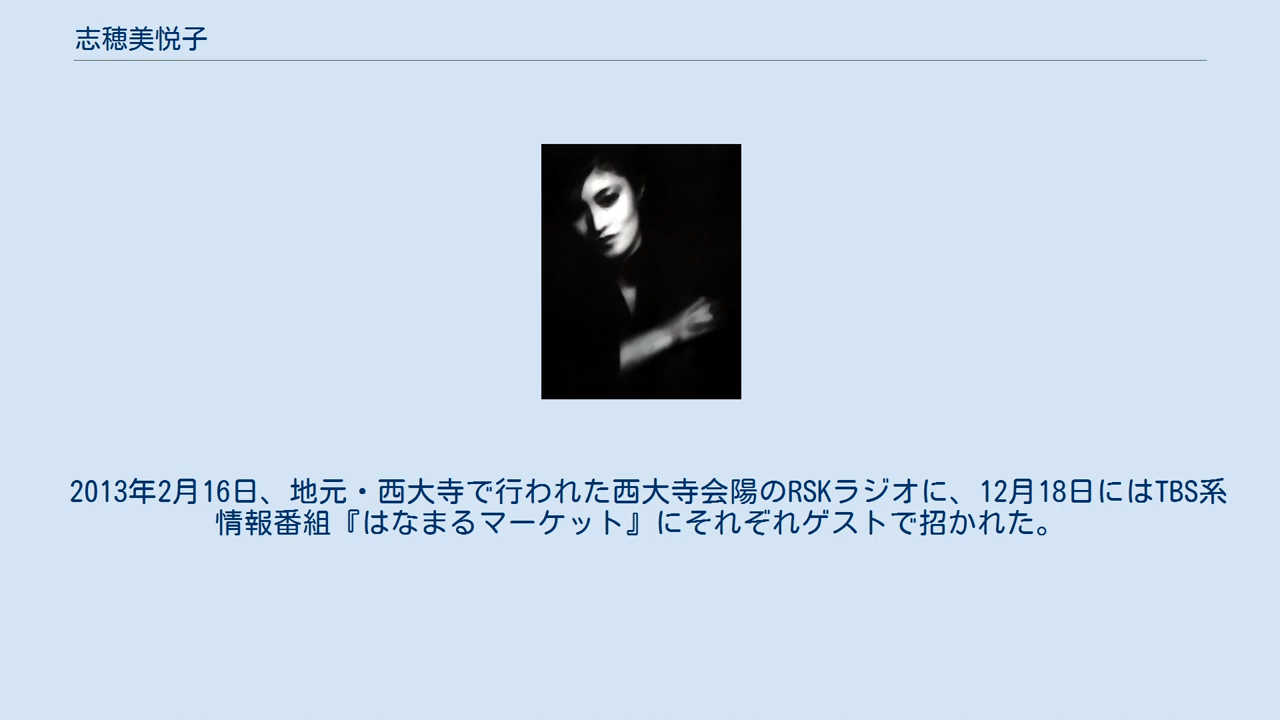 志穂美悦子
2013年2月16日、地元・西大寺で行われた西大寺会陽のRSKラジオに、12月18日にはTBS系
情報番組『はなまるマーケット』にそれぞれゲストで招かれた。